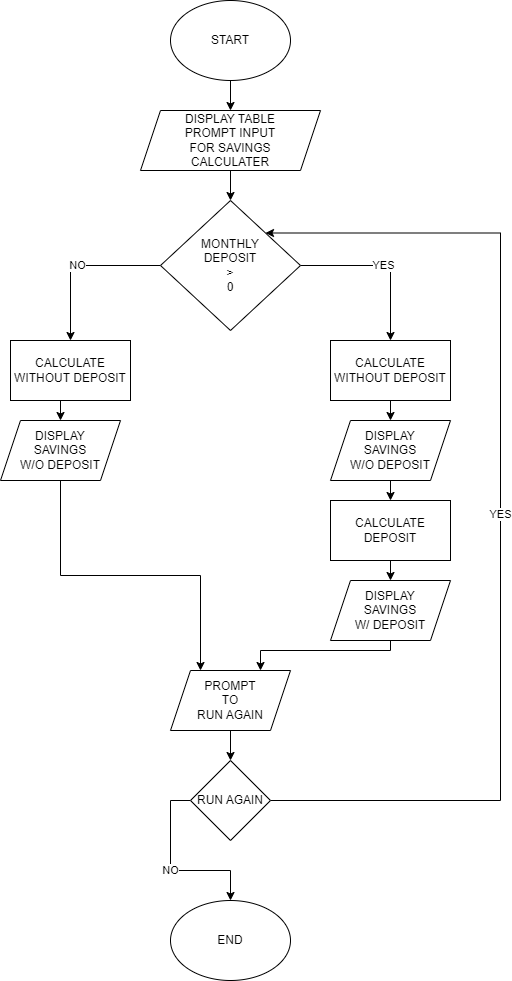 START
DISPLAY TABLE
PROMPT INPUT
FOR SAVINGS
CALCULATER
MONTHLY
DEPOSIT
>
0
NO
YES
CALCULATE
WITHOUT DEPOSIT
CALCULATE
WITHOUT DEPOSIT
DISPLAY
SAVINGS
W/O DEPOSIT
DISPLAY
SAVINGS
W/O DEPOSIT
CALCULATE
DEPOSIT
YES
DISPLAY
SAVINGS
W/ DEPOSIT
PROMPT
TO
RUN AGAIN
RUN AGAIN
NO
END